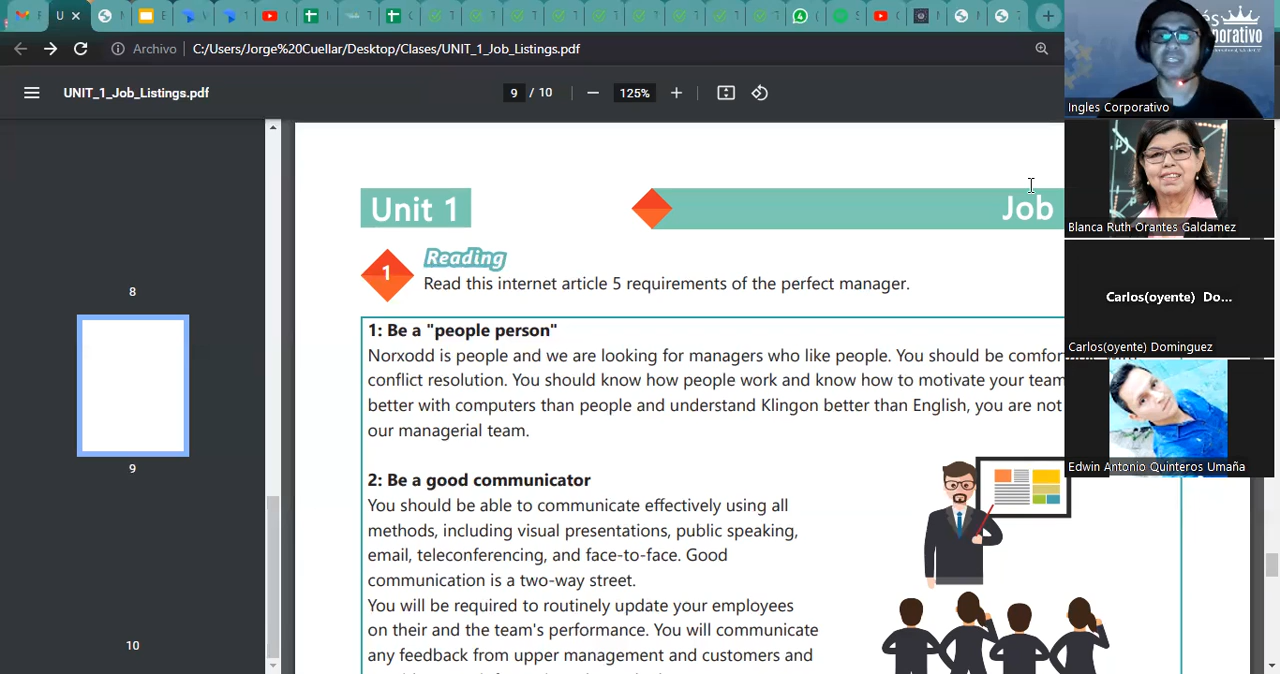 U
Archivo
C:/Users/Jorge%20Cuellar/Desktop/Clases/UNIT_1_Job_Listings.pdf
UNIT_1_Job_Listings.pdf
9 / 10
125%
8
9
10
Unit 1
Job
1
Reading
Read this internet article 5 requirements of the perfect manager.
1: Be a "people person"
Norxodd is people and we are looking for managers who like people. You should be comfor
conflict resolution. You should know how people work and know how to motivate your team
better with computers than people and understand Klingon better than English, you are not
our managerial team.
2: Be a good communicator
You should be able to communicate effectively using all
methods, including visual presentations, public speaking,
email, teleconferencing, and face-to-face. Good
communication is a two-way street.
You will be required to routinely update your employees
on their and the team's performance. You will communicate
any feedback from upper management and customers and
és
orporativo
Ingles Corporativo
Blanca Ruth Orantes Galdamez
Carlos(oyente) Do...
Carlos(oyente) Dominguez
Edwin Antonio Quinteros Umaña